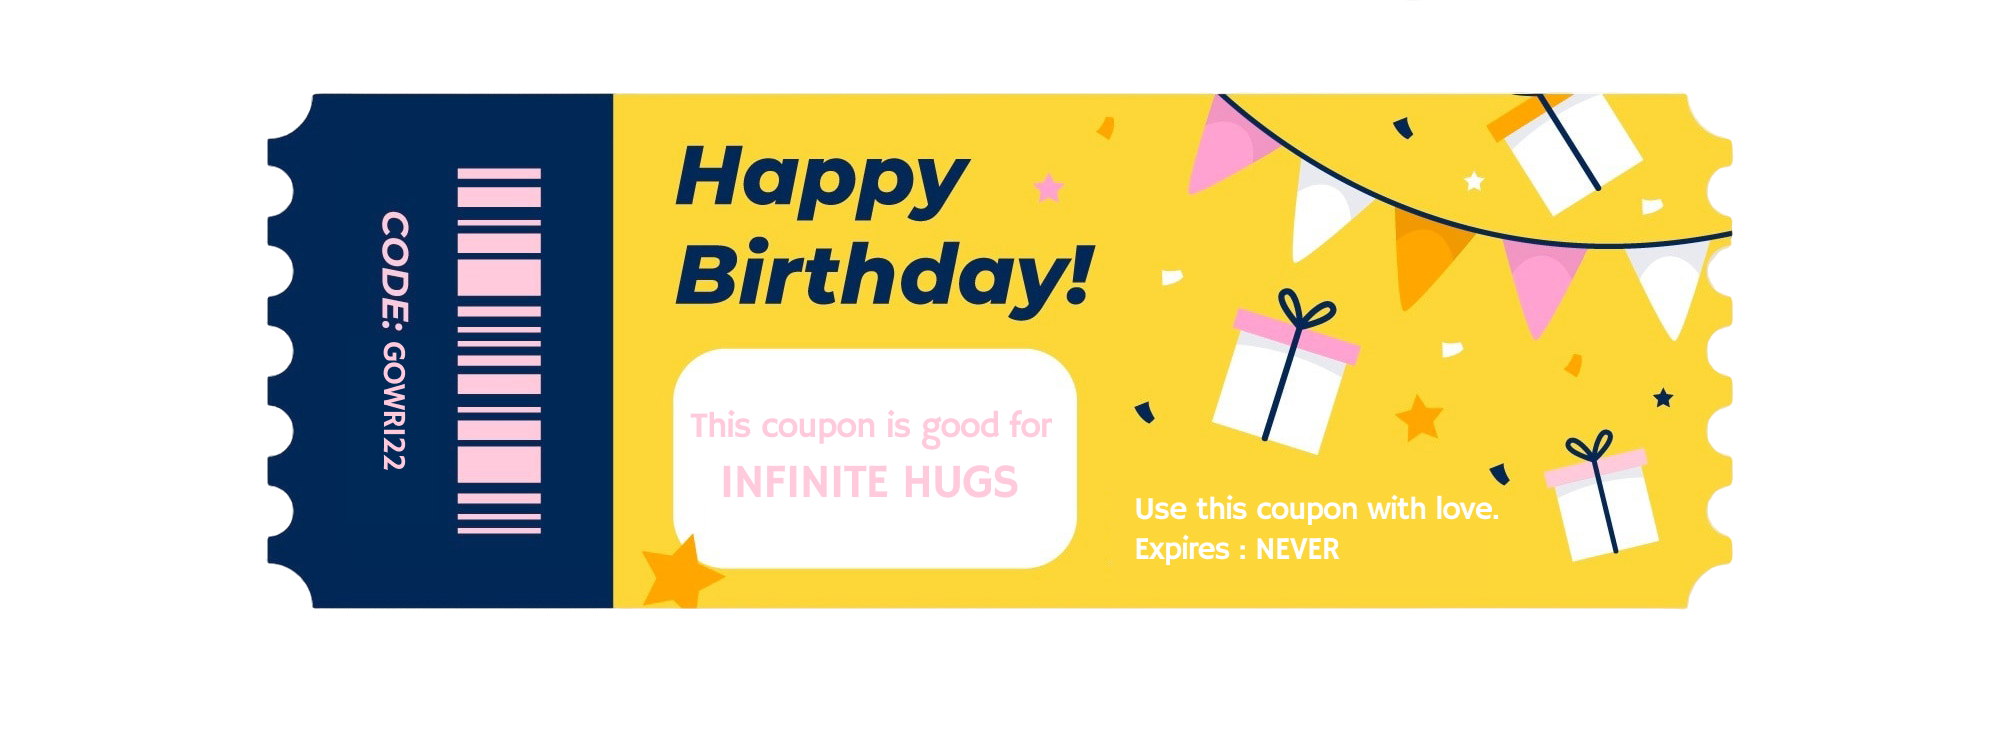 CODE: GOWRI22
Happy
Birthday!
This coupon is good for
INFINITE HUGS
Use this coupon with love.
Expires : NEVER